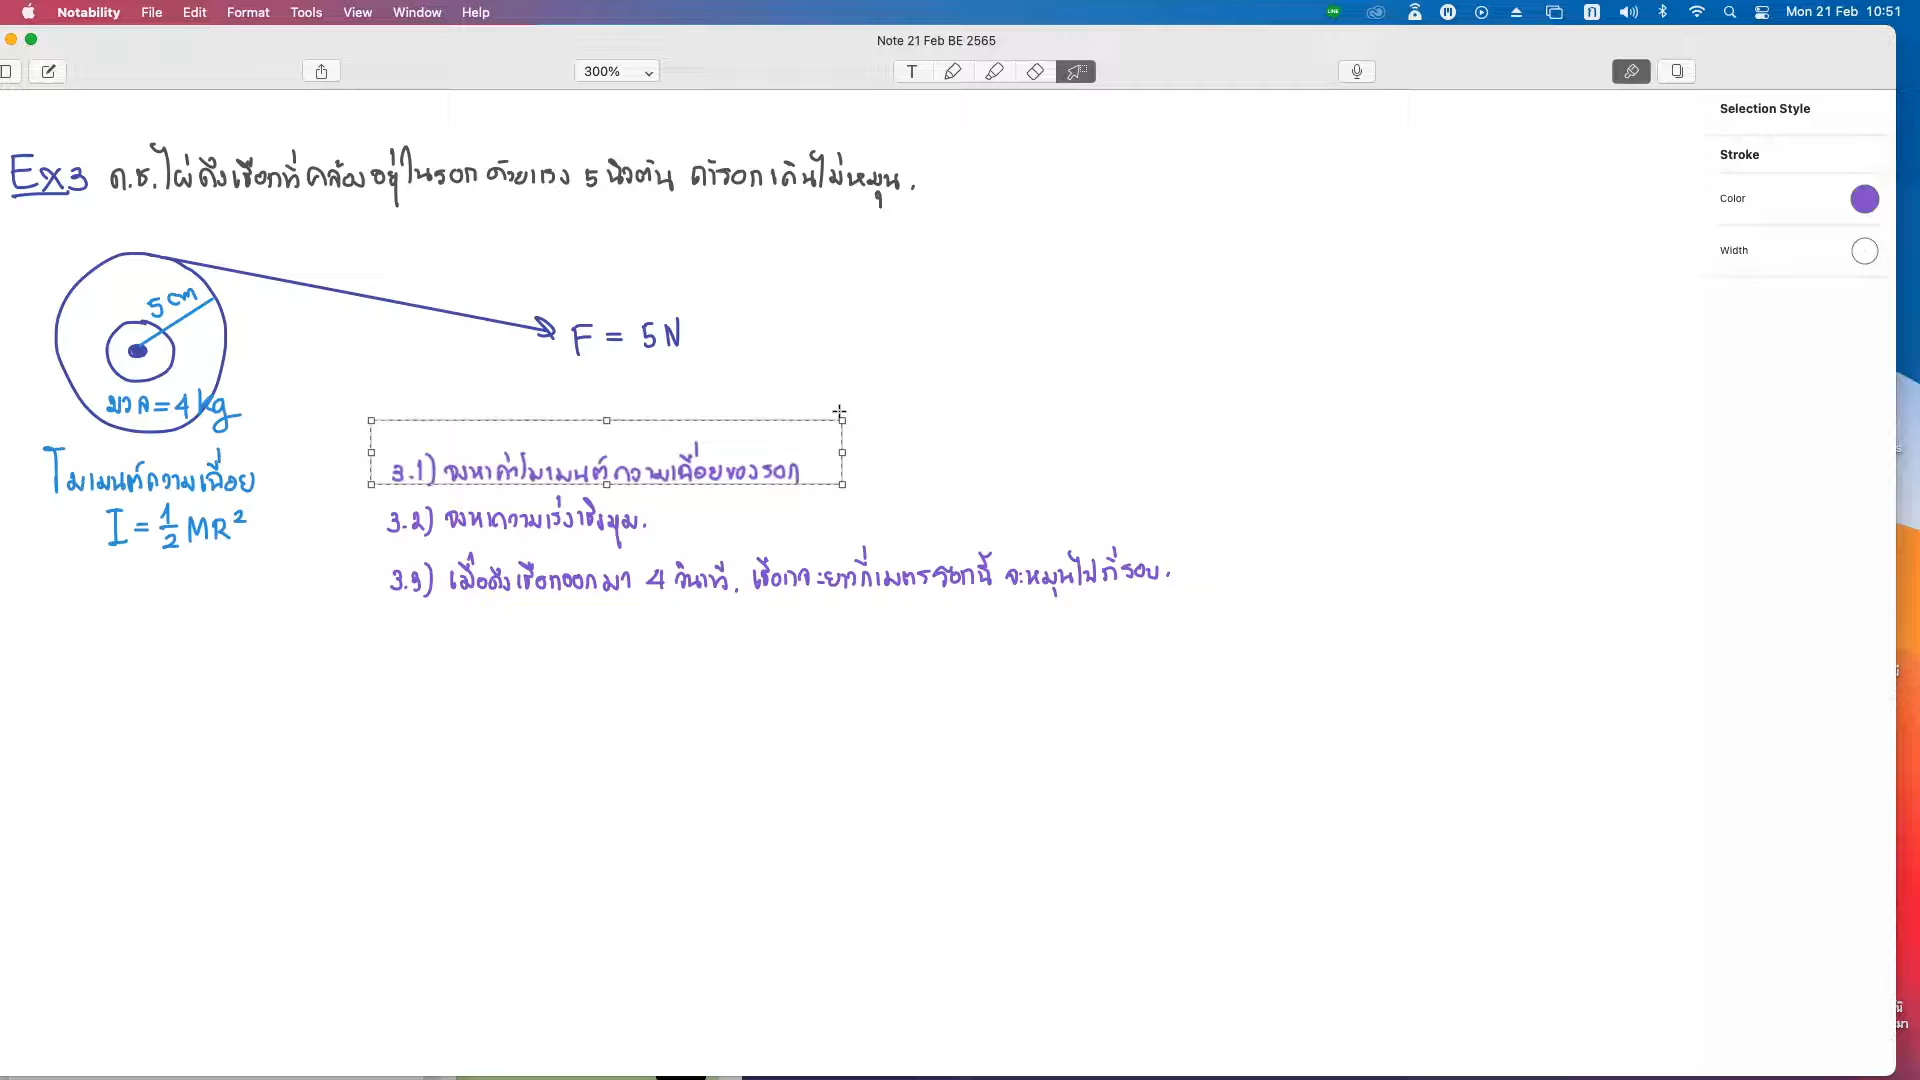 Notability File Edit Format Tools View Window Help
LINE
Mon 21 Feb 10:51
Note 21 Feb BE 2565
300%
T
Selection Style
Stroke
Color
Width
Ex3 ด.ช. ไผ่ดึงเชือกที่คล้องอยู่ในรอกด้วยแรง 5 นิวตัน ถ้ารอกเดิมไม่หมุน.
5 cm
F = 5 N
มวล = 4 kg
โมเมนต์ความเฉื่อย
I = 1/2 MR²
3.1) จงหาค่าโมเมนต์ความเฉื่อยของรอก
3.2) จงหาความเร่งเชิงมุม.
3.3) เมื่อดึงเชือกออกมา 4 วินาที, เชือกจะยาวกี่เมตร รอกนี้ จะหมุนไปกี่รอบ.